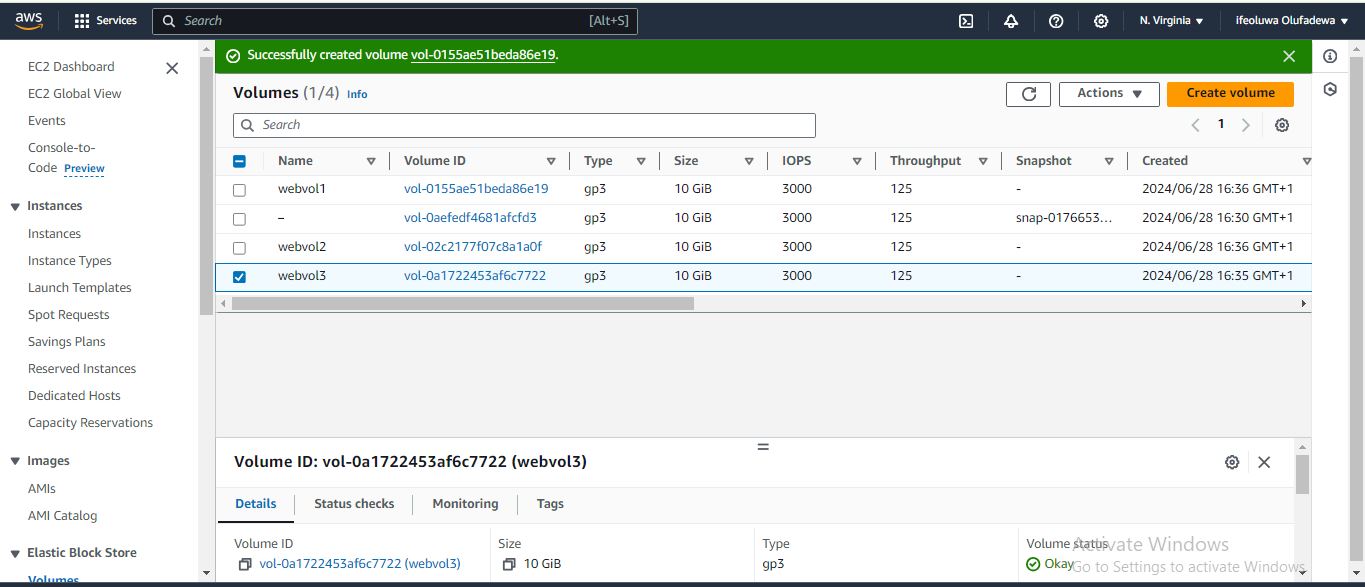 aws Services Search [Alt+S] N. Virginia ifeoluwa Olufadewa
EC2 Dashboard
EC2 Global View
Events
Console-to-
Code Preview
Instances
Instances
Instance Types
Launch Templates
Spot Requests
Savings Plans
Reserved Instances
Dedicated Hosts
Capacity Reservations
Images
AMIs
AMI Catalog
Elastic Block Store
Volumes
Successfully created volume vol-0155ae51beda86e19.
Volumes (1/4) Info Actions Create volume
Search 1
Name Volume ID Type Size IOPS Throughput Snapshot Created
webvol1 vol-0155ae51beda86e19 gp3 10 GiB 3000 125 - 2024/06/28 16:36 GMT+1
– vol-0aefedf4681afcfd3 gp3 10 GiB 3000 125 snap-0176653... 2024/06/28 16:30 GMT+1
webvol2 vol-02c2177f07c8a1a0f gp3 10 GiB 3000 125 - 2024/06/28 16:36 GMT+1
webvol3 vol-0a1722453af6c7722 gp3 10 GiB 3000 125 - 2024/06/28 16:35 GMT+1
Volume ID: vol-0a1722453af6c7722 (webvol3)
Details Status checks Monitoring Tags
Volume ID Size Type Volume status
vol-0a1722453af6c7722 (webvol3) 10 GiB gp3 Okay
Activate Windows
Go to Settings to activate Windows.